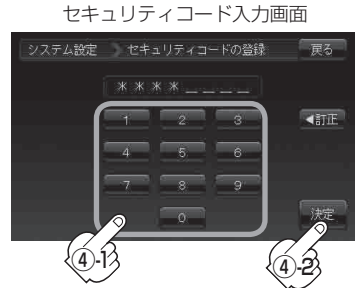 セキュリティコード入力画面
システム設定 セキュリティコードの登録 戻る
＊＊＊＊＿＿＿＿
1 2 3 ◀訂正
4 5 6
7 8 9
0 決定
④-1 ④-2